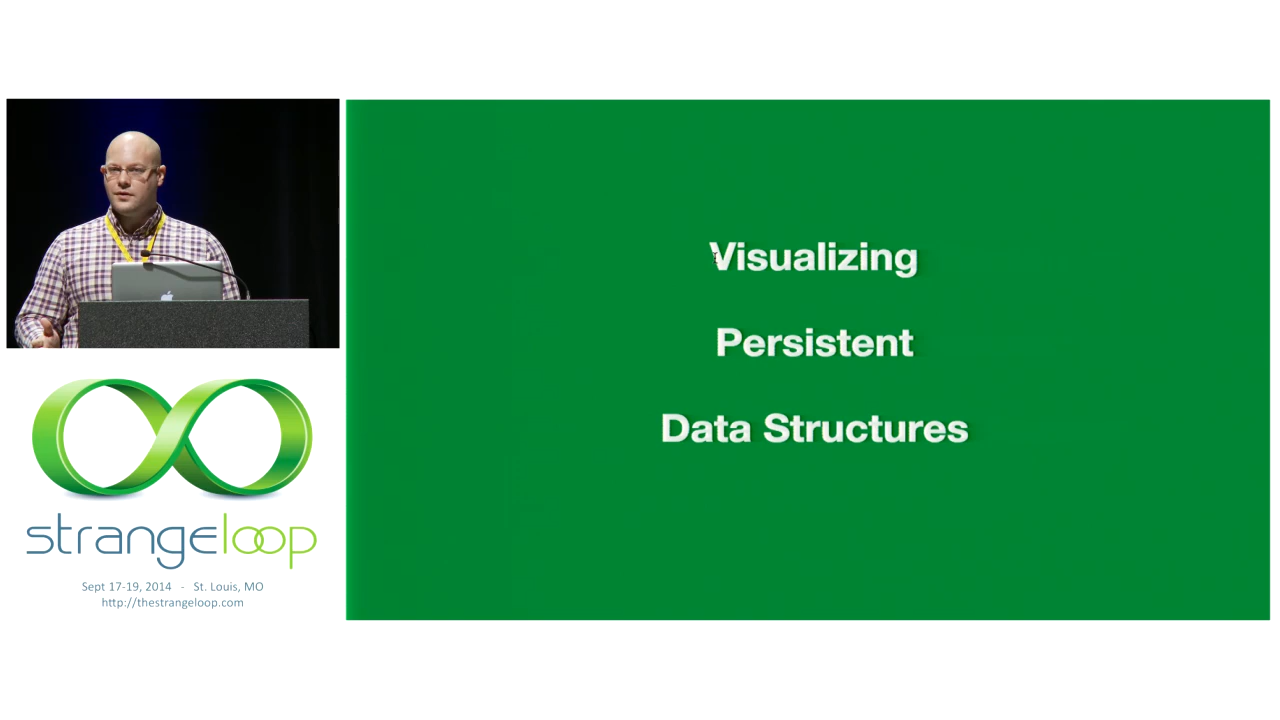 Visualizing
Persistent
Data Structures
strangeloop
Sept 17-19, 2014 - St. Louis, MO
http://thestrangeloop.com